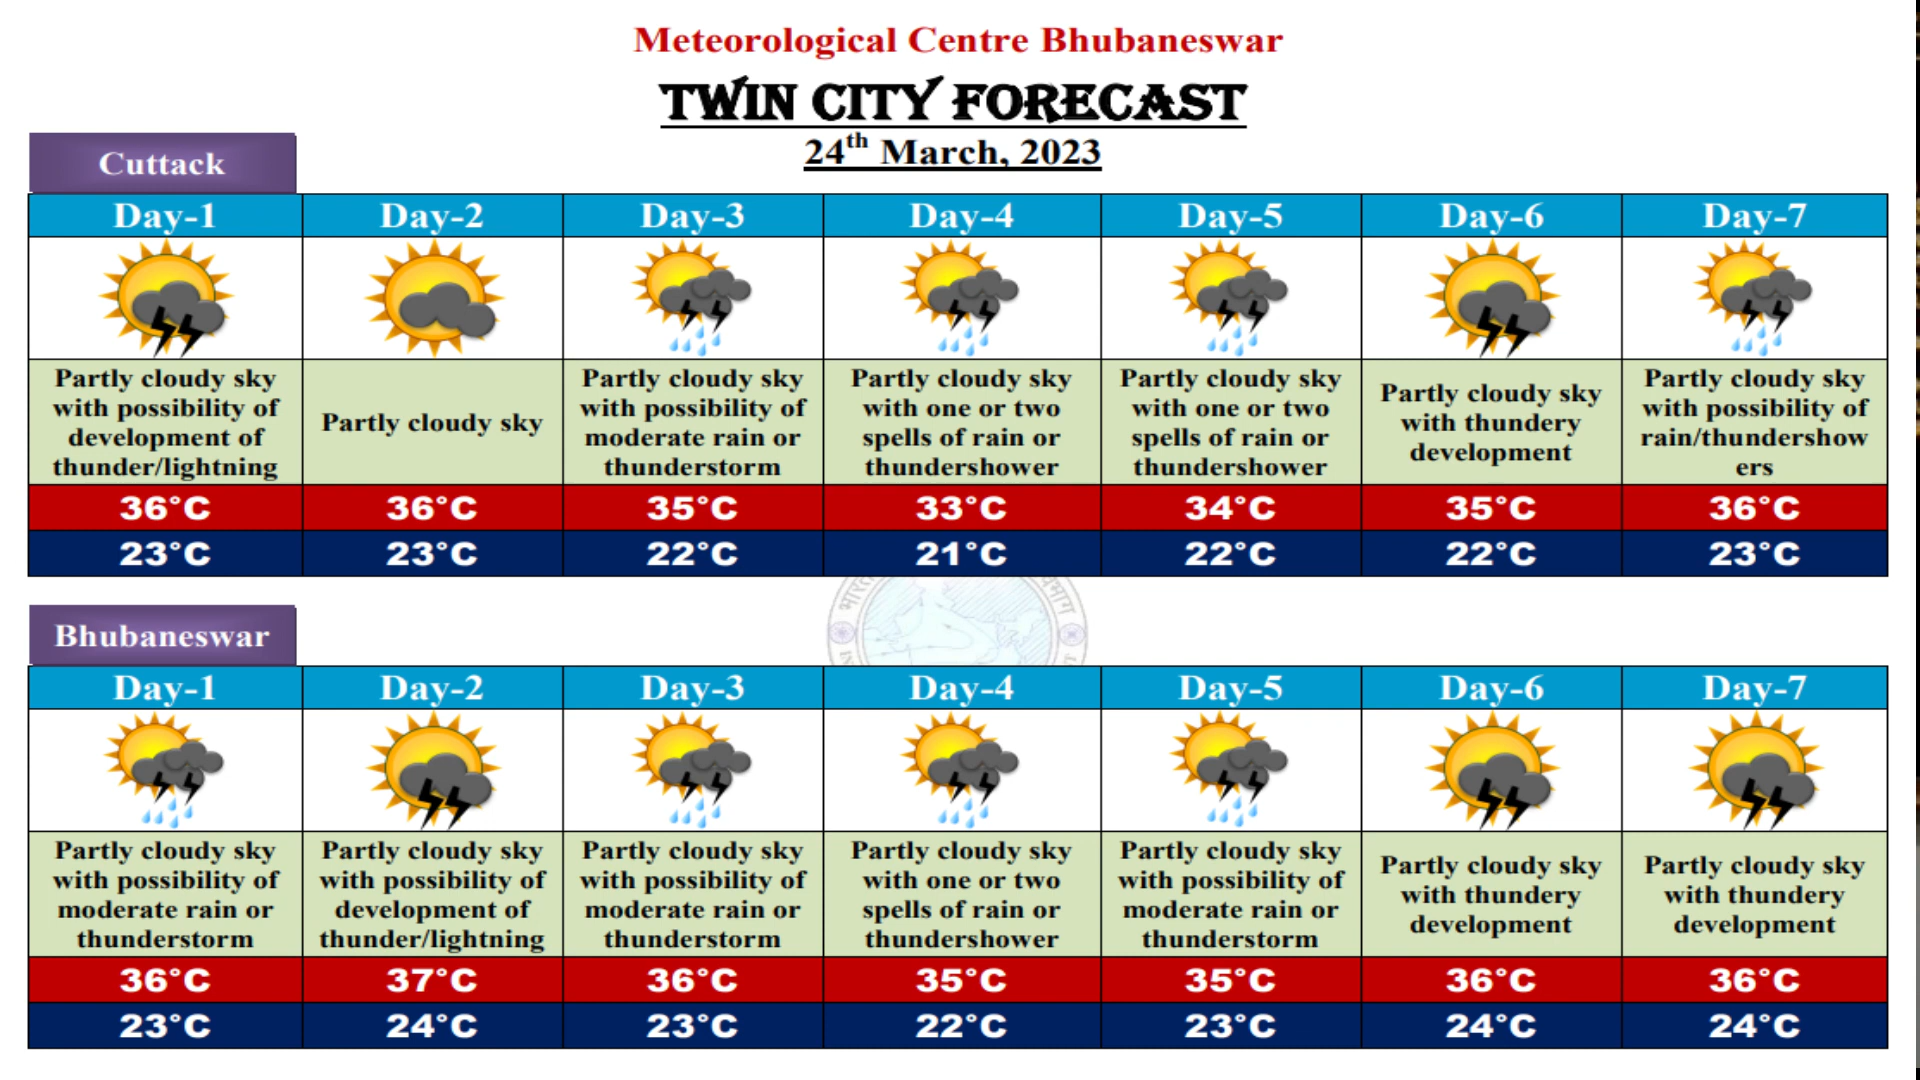 Meteorological Centre Bhubaneswar
TWIN CITY FORECAST
24th March, 2023
Cuttack
Day-1 Day-2 Day-3 Day-4 Day-5 Day-6 Day-7
Partly cloudy sky
with possibility of
development of
thunder/lightning
Partly cloudy sky
Partly cloudy sky
with possibility of
moderate rain or
thunderstorm
Partly cloudy sky
with one or two
spells of rain or
thundershower
Partly cloudy sky
with one or two
spells of rain or
thundershower
Partly cloudy sky
with thundery
development
Partly cloudy sky
with possibility of
rain/thundershow
ers
36°C 36°C 35°C 33°C 34°C 35°C 36°C
23°C 23°C 22°C 21°C 22°C 22°C 23°C
Bhubaneswar
Day-1 Day-2 Day-3 Day-4 Day-5 Day-6 Day-7
Partly cloudy sky
with possibility of
moderate rain or
thunderstorm
Partly cloudy sky
with possibility of
development of
thunder/lightning
Partly cloudy sky
with possibility of
moderate rain or
thunderstorm
Partly cloudy sky
with one or two
spells of rain or
thundershower
Partly cloudy sky
with possibility of
moderate rain or
thunderstorm
Partly cloudy sky
with thundery
development
Partly cloudy sky
with thundery
development
36°C 37°C 36°C 35°C 35°C 36°C 36°C
23°C 24°C 23°C 22°C 23°C 24°C 24°C